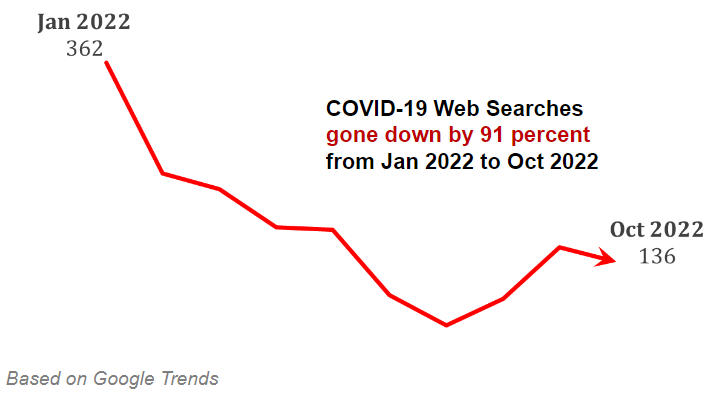 Jan 2022
362
COVID-19 Web Searches
gone down by 91 percent
from Jan 2022 to Oct 2022
Oct 2022
136
Based on Google Trends